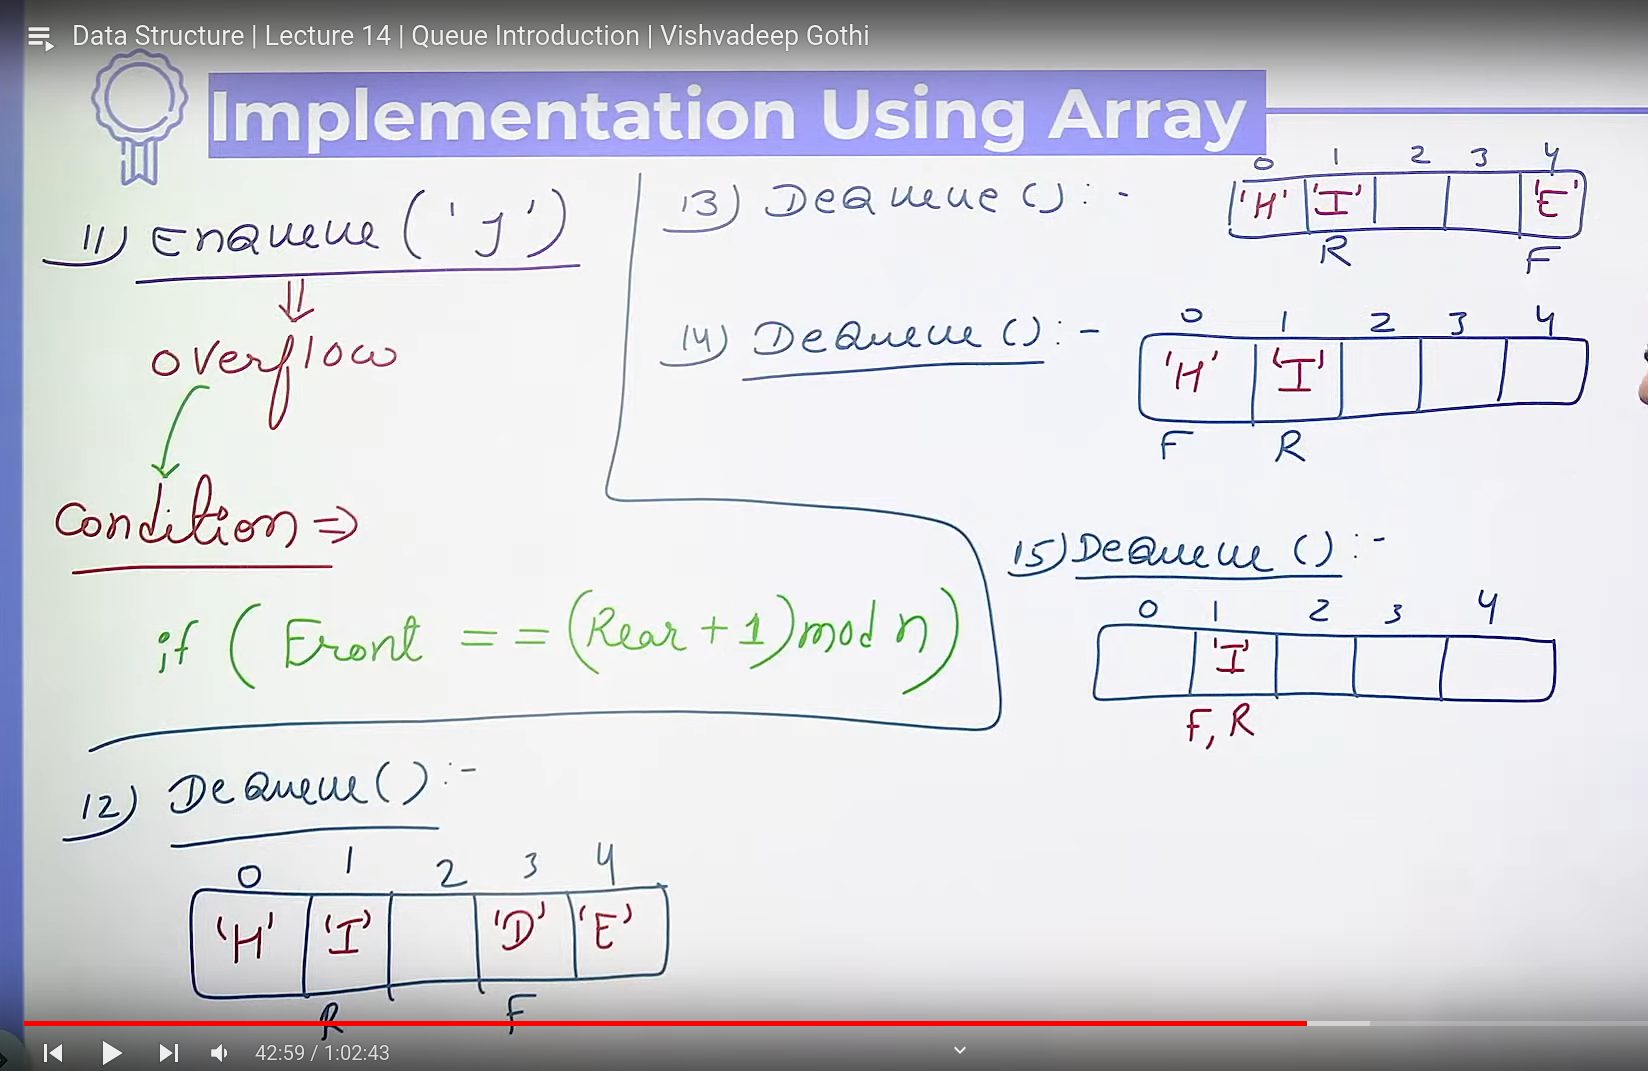 Data Structure | Lecture 14 | Queue Introduction | Vishvadeep Gothi
Implementation Using Array
11) Enqueue ('J')
⇓
overflow
Condition ⇒
if ( Front == (Rear + 1) mod n )
12) DeQueue() :-
0 1 2 3 4
'H' 'I' 'D' 'E'
R F
13) DeQueue () : -
0 1 2 3 4
'H' 'I' 'E'
R F
14) DeQueue () : -
0 1 2 3 4
'H' 'I'
F R
15) DeQueue () : -
0 1 2 3 4
'I'
F, R
42:59 / 1:02:43